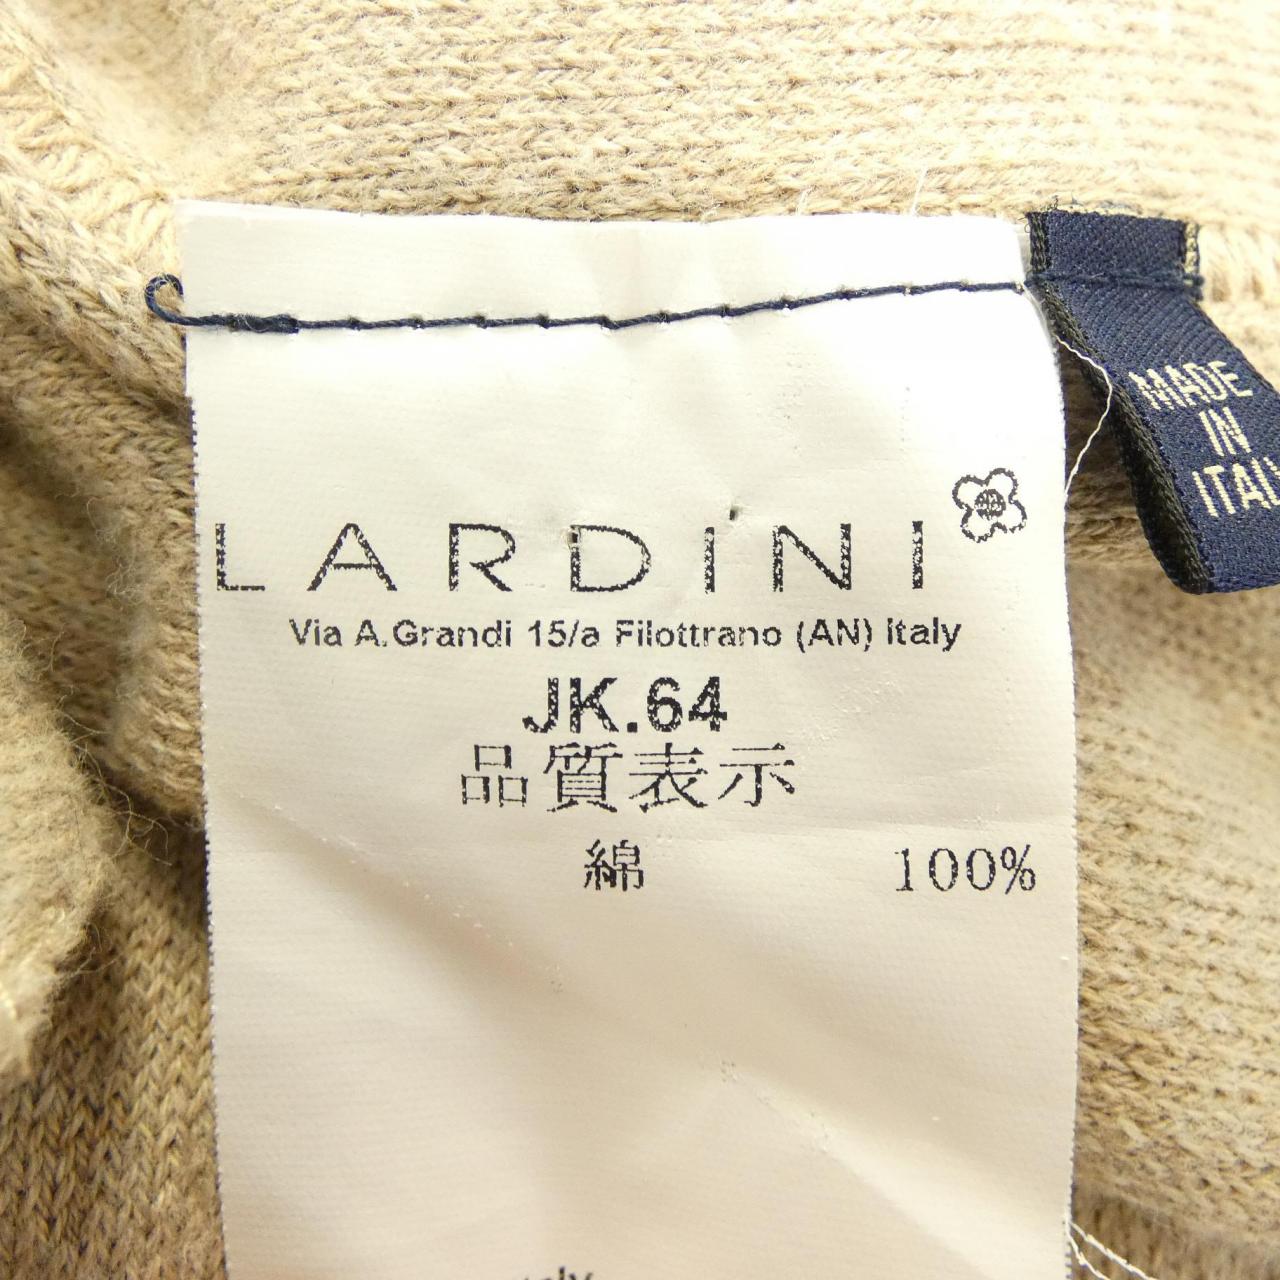 LARDINI
Via A.Grandi 15/a Filottrano (AN) Italy
JK.64
品質表示
綿 100%
MADE
IN
ITALY